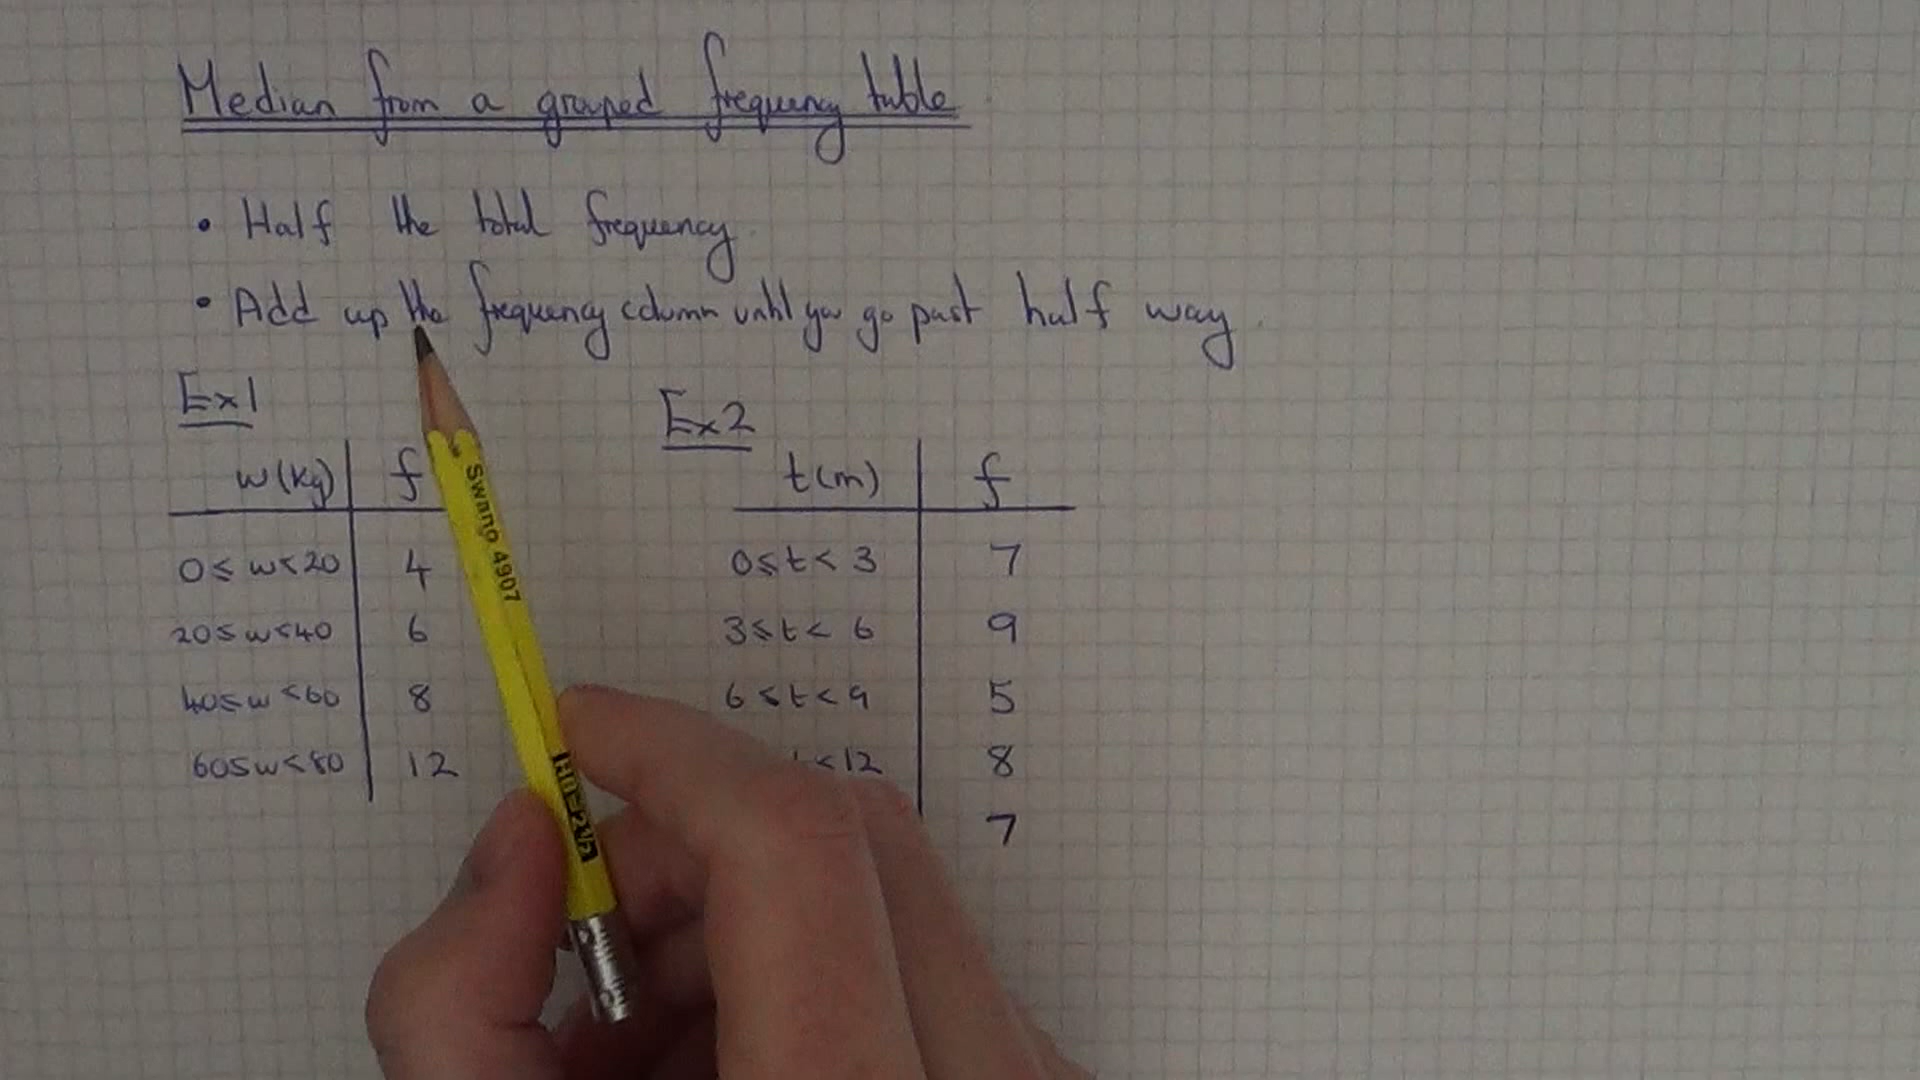 Median from a grouped frequency table
• Half the total frequency.
• Add up the frequency column until you go past half way.
Ex1
w(kg) f
0≤w<20 4
20≤w<40 6
40≤w<60 8
60≤w<80 12
Ex2
t(m) f
0≤t<3 7
3≤t<6 9
6≤t<9 5
<12 8
7
Swano 4907